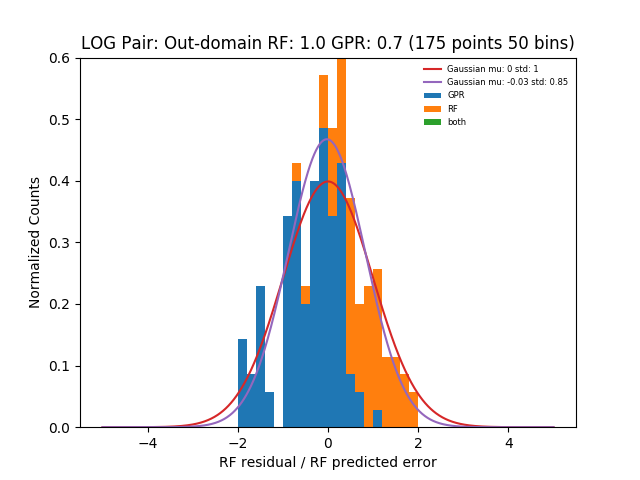 LOG Pair: Out-domain RF: 1.0 GPR: 0.7 (175 points 50 bins)
Gaussian mu: 0 std: 1
Gaussian mu: -0.03 std: 0.85
GPR
RF
both
Normalized Counts
0.6
0.5
0.4
0.3
0.2
0.1
0.0
−4 −2 0 2 4
RF residual / RF predicted error